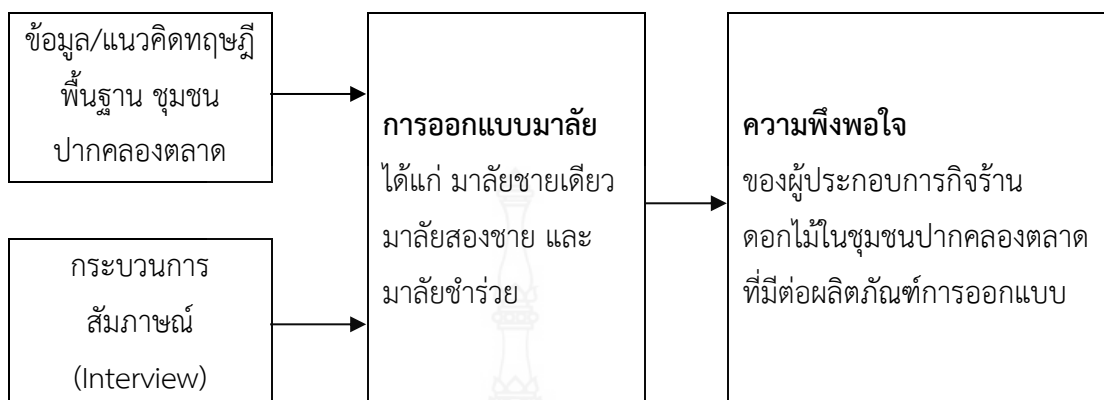 ข้อมูล/แนวคิดทฤษฎี
พื้นฐาน ชุมชน
ปากคลองตลาด
กระบวนการ
สัมภาษณ์
(Interview)
การออกแบบมาลัย
ได้แก่ มาลัยชายเดียว
มาลัยสองชาย และ
มาลัยชำร่วย
ความพึงพอใจ
ของผู้ประกอบการกิจร้าน
ดอกไม้ในชุมชนปากคลองตลาด
ที่มีต่อผลิตภัณฑ์การออกแบบ